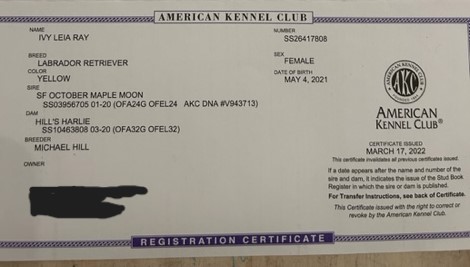 AMERICAN KENNEL CLUB
NAME
IVY LEIA RAY
NUMBER
SS26417808
BREED
LABRADOR RETRIEVER
SEX
FEMALE
COLOR
YELLOW
DATE OF BIRTH
MAY 4, 2021
SIRE
SF OCTOBER MAPLE MOON
SS03956705 01-20 (OFA24G OFEL24 AKC DNA #V943713)
DAM
HILL'S HARLIE
SS10463808 03-20 (OFA32G OFEL32)
BREEDER
MICHAEL HILL
OWNER
AMERICAN KENNEL CLUB
AKC
FOUNDED 1884
AMERICAN
KENNEL CLUB®
CERTIFICATE ISSUED
MARCH 17, 2022
This certificate invalidates all previous certificates issued.
If a date appears after the name and number of the
sire and dam, it indicates the issue of the Stud Book
Register in which the sire or dam is published.
For Transfer Instructions, see back of Certificate.
This Certificate issued with the right to correct or
revoke by the American Kennel Club.
REGISTRATION CERTIFICATE